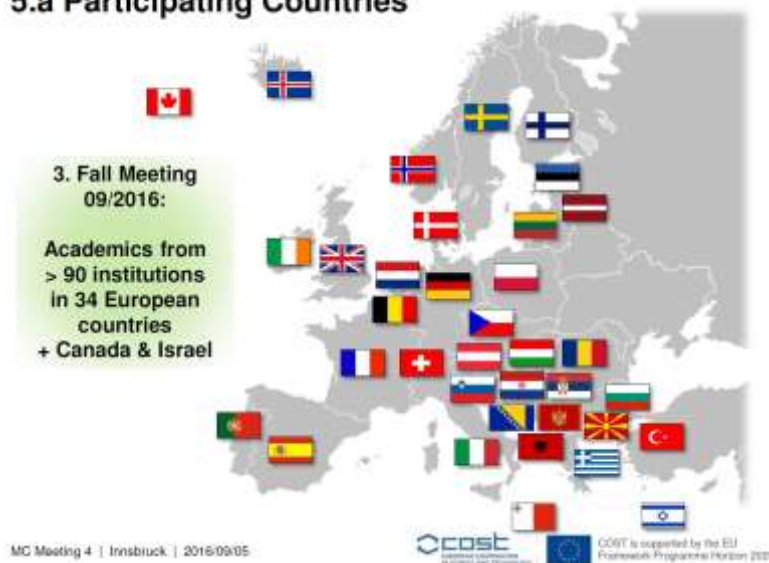 5.a Participating Countries
3. Fall Meeting
09/2016:
Academics from
> 90 institutions
in 34 European
countries
+ Canada & Israel
MC Meeting 4 | Innsbruck | 2016/09/05
cost
COST is supported by the EU
Framework Programme Horizon